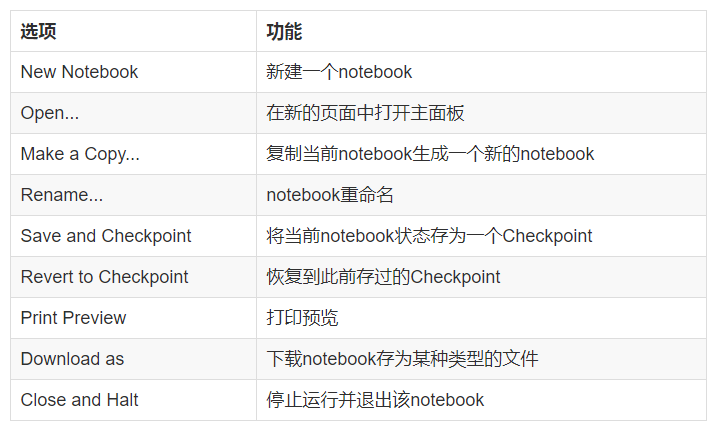 选项 功能
New Notebook 新建一个notebook
Open... 在新的页面中打开主面板
Make a Copy... 复制当前notebook生成一个新的notebook
Rename... notebook重命名
Save and Checkpoint 将当前notebook状态存为一个Checkpoint
Revert to Checkpoint 恢复到此前存过的Checkpoint
Print Preview 打印预览
Download as 下载notebook存为某种类型的文件
Close and Halt 停止运行并退出该notebook